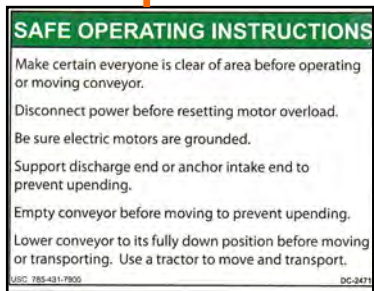 SAFE OPERATING INSTRUCTIONS
Make certain everyone is clear of area before operating
or moving conveyor.
Disconnect power before resetting motor overload.
Be sure electric motors are grounded.
Support discharge end or anchor intake end to
prevent upending.
Empty conveyor before moving to prevent upending.
Lower conveyor to its fully down position before moving
or transporting. Use a tractor to move and transport.
USC 785-431-7900
DC-2471